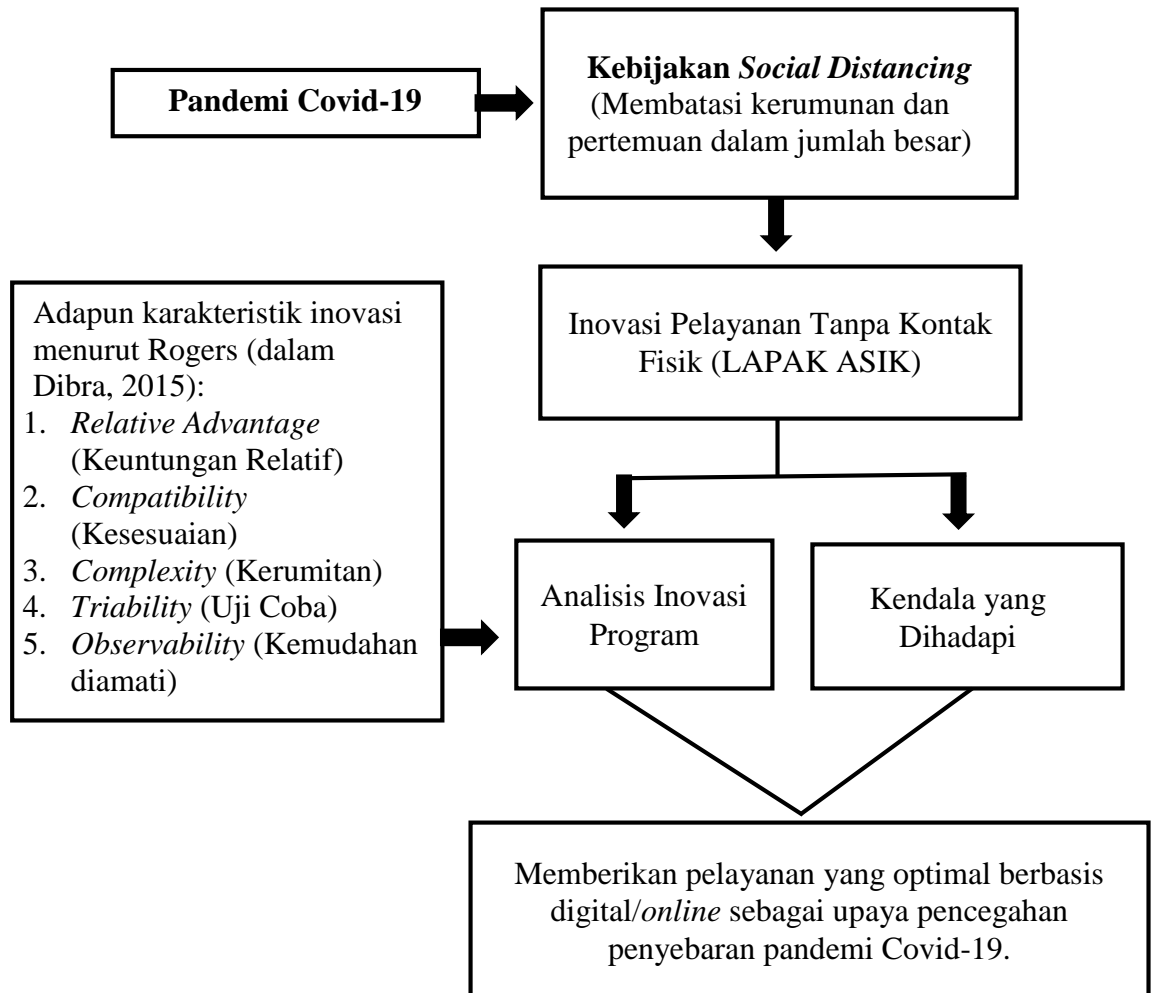 Pandemi Covid-19
Kebijakan Social Distancing
(Membatasi kerumunan dan
pertemuan dalam jumlah besar)
Inovasi Pelayanan Tanpa Kontak
Fisik (LAPAK ASIK)
Adapun karakteristik inovasi
menurut Rogers (dalam
Dibra, 2015):
1. Relative Advantage
(Keuntungan Relatif)
2. Compatibility
(Kesesuaian)
3. Complexity (Kerumitan)
4. Triability (Uji Coba)
5. Observability (Kemudahan
diamati)
Analisis Inovasi
Program
Kendala yang
Dihadapi
Memberikan pelayanan yang optimal berbasis
digital/online sebagai upaya pencegahan
penyebaran pandemi Covid-19.